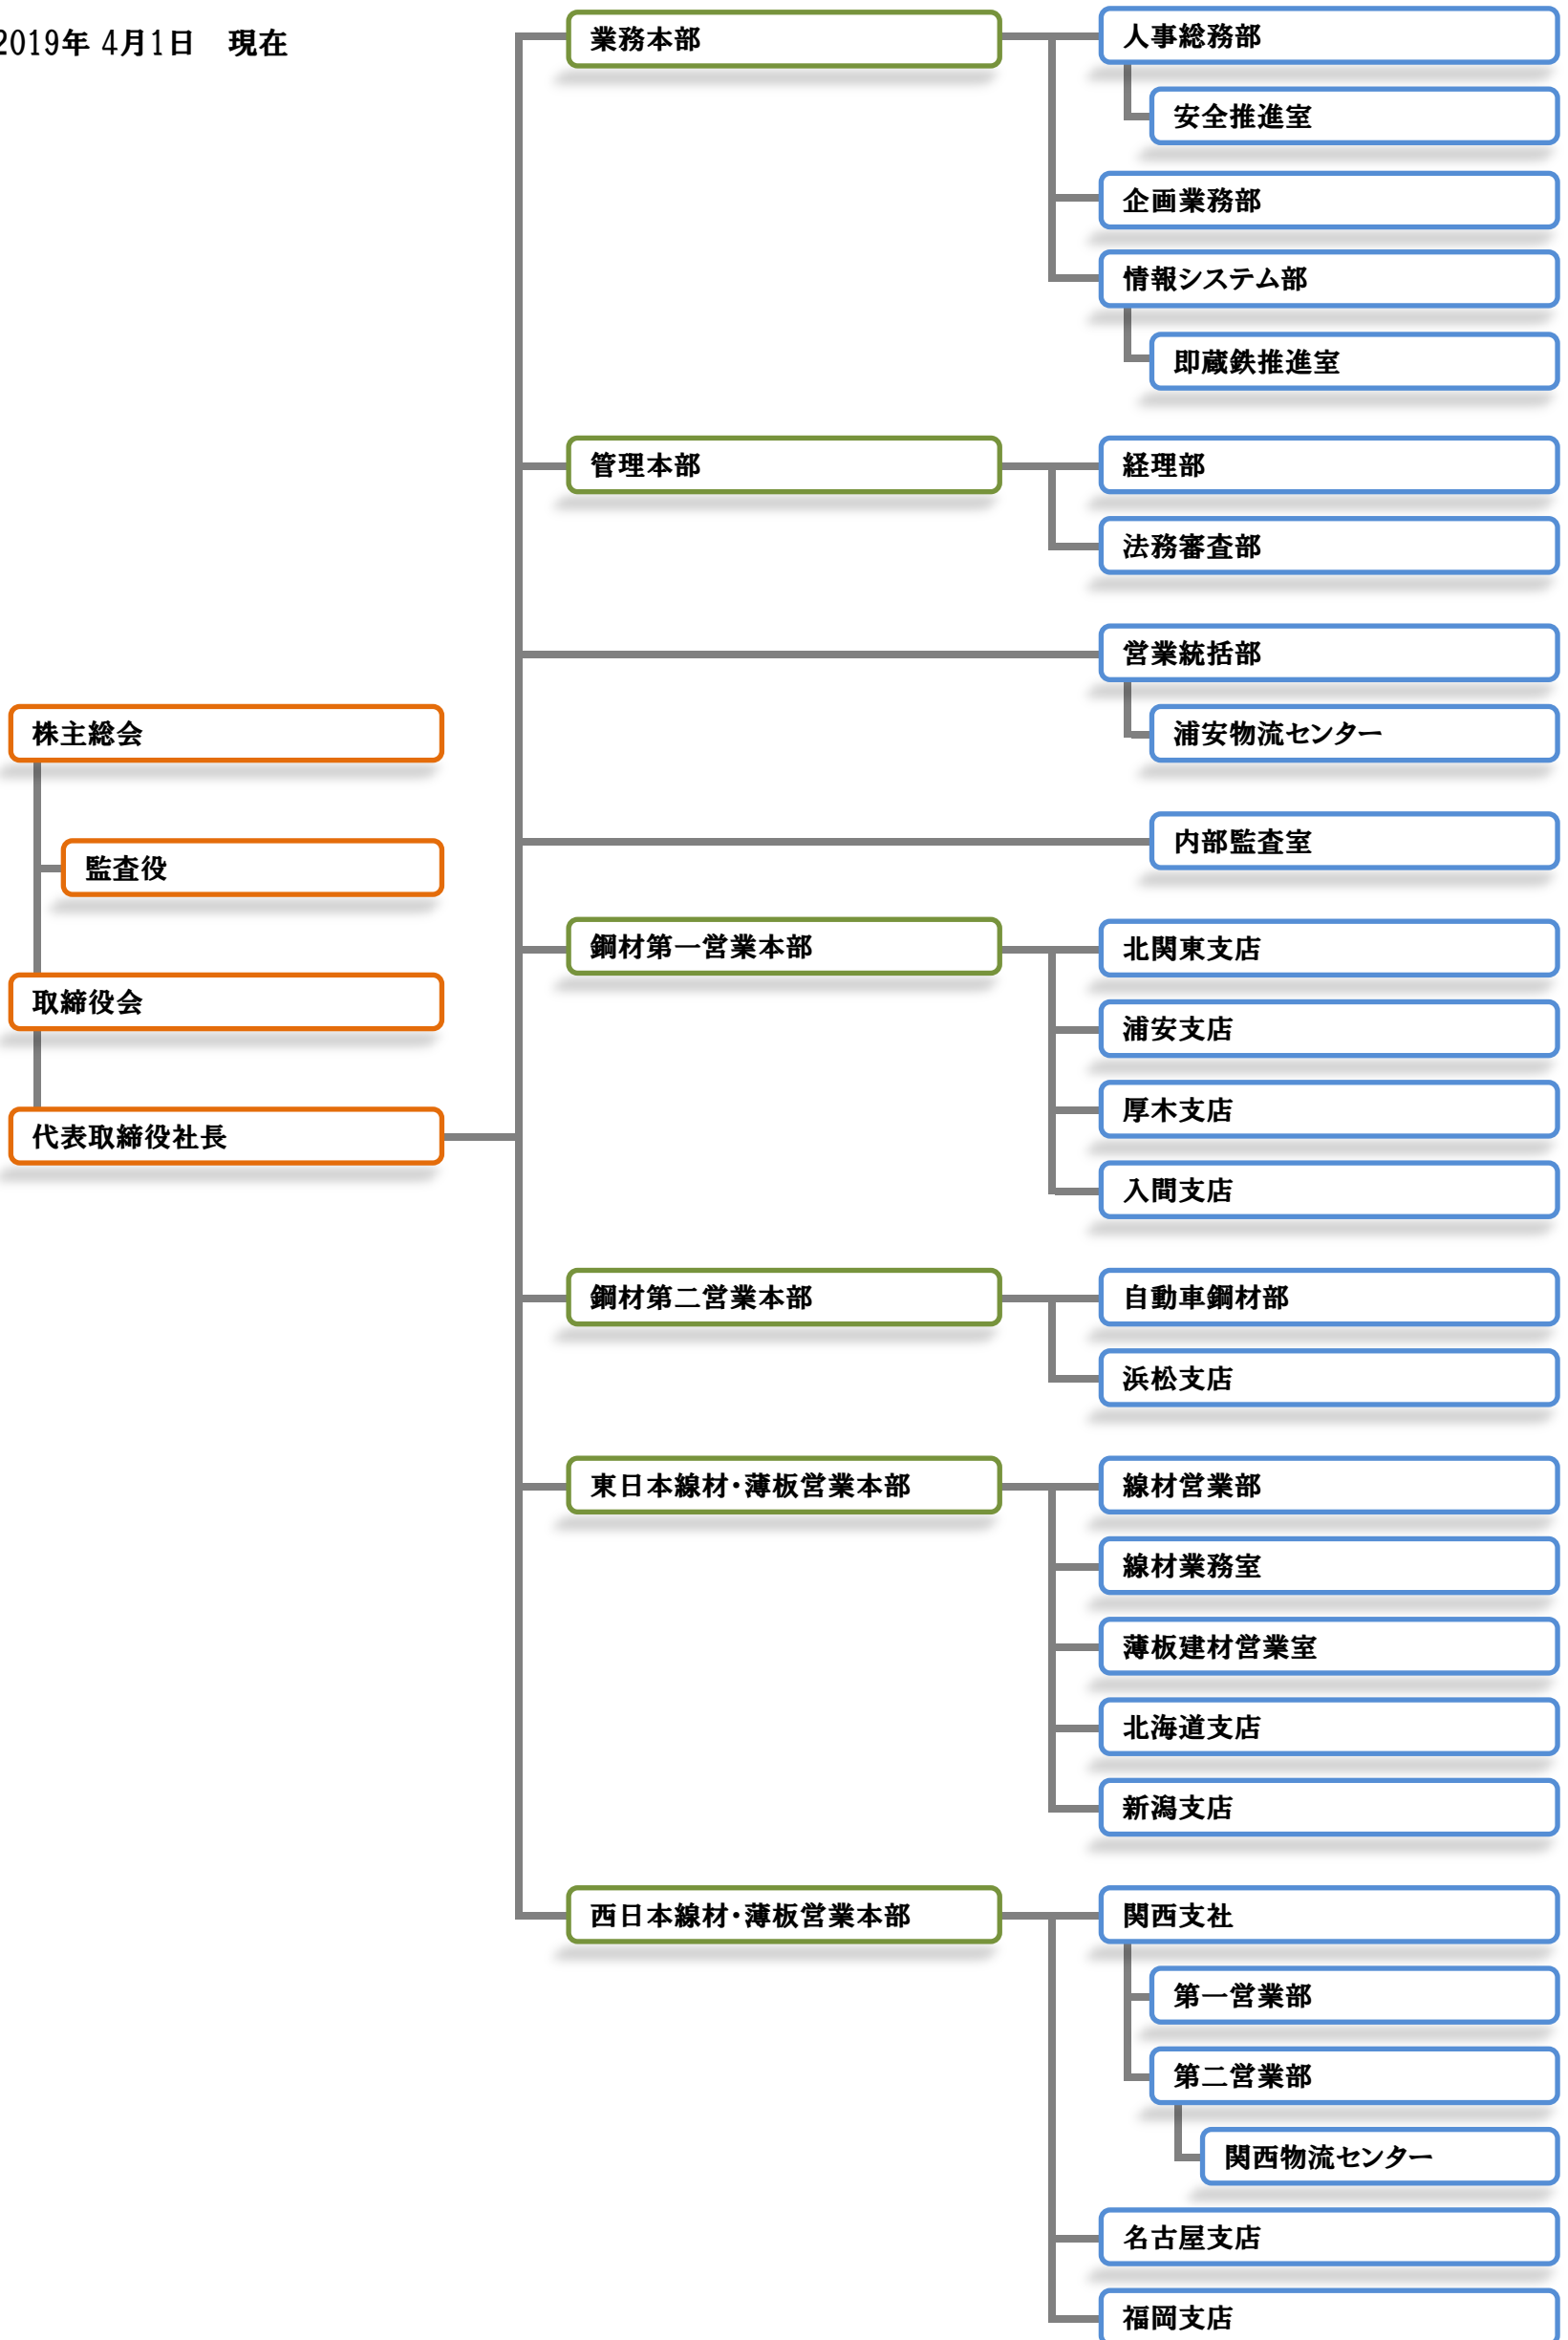 2019年 4月1日　現在
株主総会
監査役
取締役会
代表取締役社長
業務本部
人事総務部
安全推進室
企画業務部
情報システム部
即蔵鉄推進室
管理本部
経理部
法務審査部
営業統括部
浦安物流センター
内部監査室
鋼材第一営業本部
北関東支店
浦安支店
厚木支店
入間支店
鋼材第二営業本部
自動車鋼材部
浜松支店
東日本線材・薄板営業本部
線材営業部
線材業務室
薄板建材営業室
北海道支店
新潟支店
西日本線材・薄板営業本部
関西支社
第一営業部
第二営業部
関西物流センター
名古屋支店
福岡支店